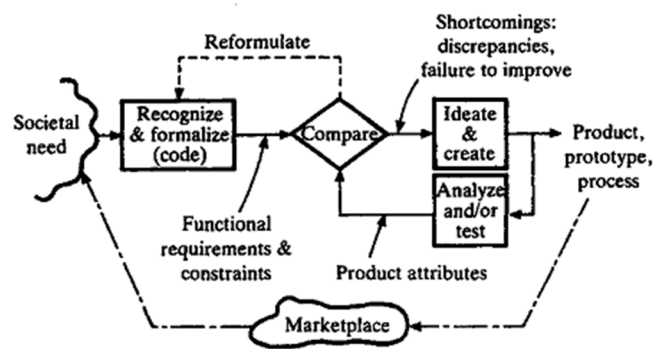 Reformulate
Shortcomings:
discrepancies,
failure to improve
Societal
need
Recognize
& formalize
(code)
Compare
Ideate
&
create
Product,
prototype,
process
Analyze
and/or
test
Functional
requirements &
constraints
Product attributes
Marketplace